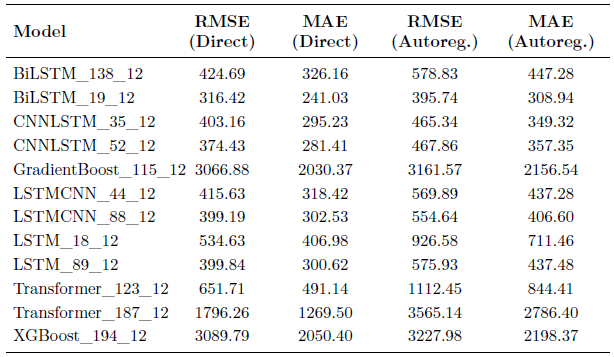 Model RMSE (Direct) MAE (Direct) RMSE (Autoreg.) MAE (Autoreg.)
BiLSTM_138_12 424.69 326.16 578.83 447.28
BiLSTM_19_12 316.42 241.03 395.74 308.94
CNNLSTM_35_12 403.16 295.23 465.34 349.32
CNNLSTM_52_12 374.43 281.41 467.86 357.35
GradientBoost_115_12 3066.88 2030.37 3161.57 2156.54
LSTMCNN_44_12 415.63 318.42 569.89 437.28
LSTMCNN_88_12 399.19 302.53 554.64 406.60
LSTM_18_12 534.63 406.98 926.58 711.46
LSTM_89_12 399.84 300.62 575.93 437.48
Transformer_123_12 651.71 491.14 1112.45 844.41
Transformer_187_12 1796.26 1269.50 3565.14 2786.40
XGBoost_194_12 3089.79 2050.40 3227.98 2198.37